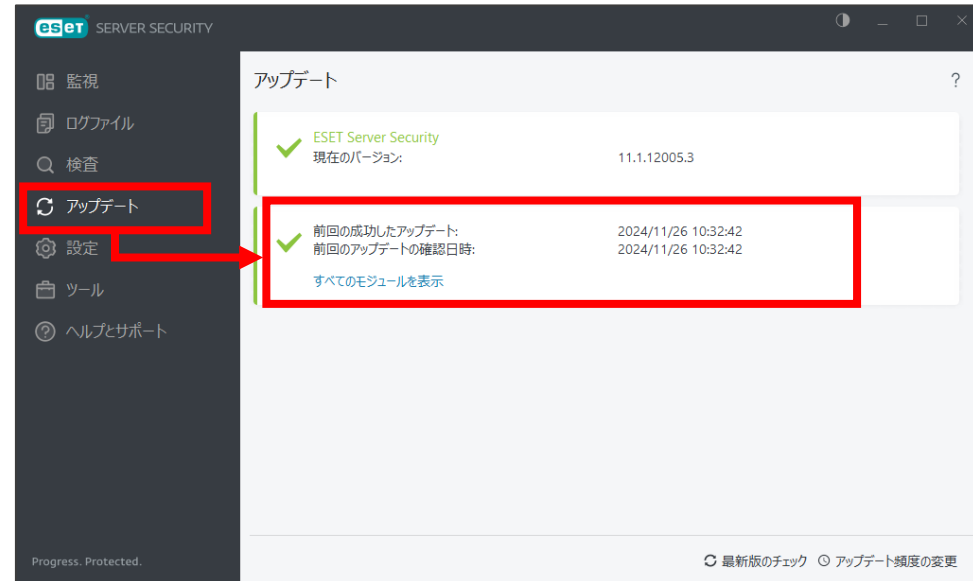 eset SERVER SECURITY
監視
ログファイル
検査
アップデート
設定
ツール
ヘルプとサポート
Progress. Protected.
アップデート
?
ESET Server Security
現在のバージョン: 11.1.12005.3
前回の成功したアップデート: 2024/11/26 10:32:42
前回のアップデートの確認日時: 2024/11/26 10:32:42
すべてのモジュールを表示
最新版のチェック アップデート頻度の変更